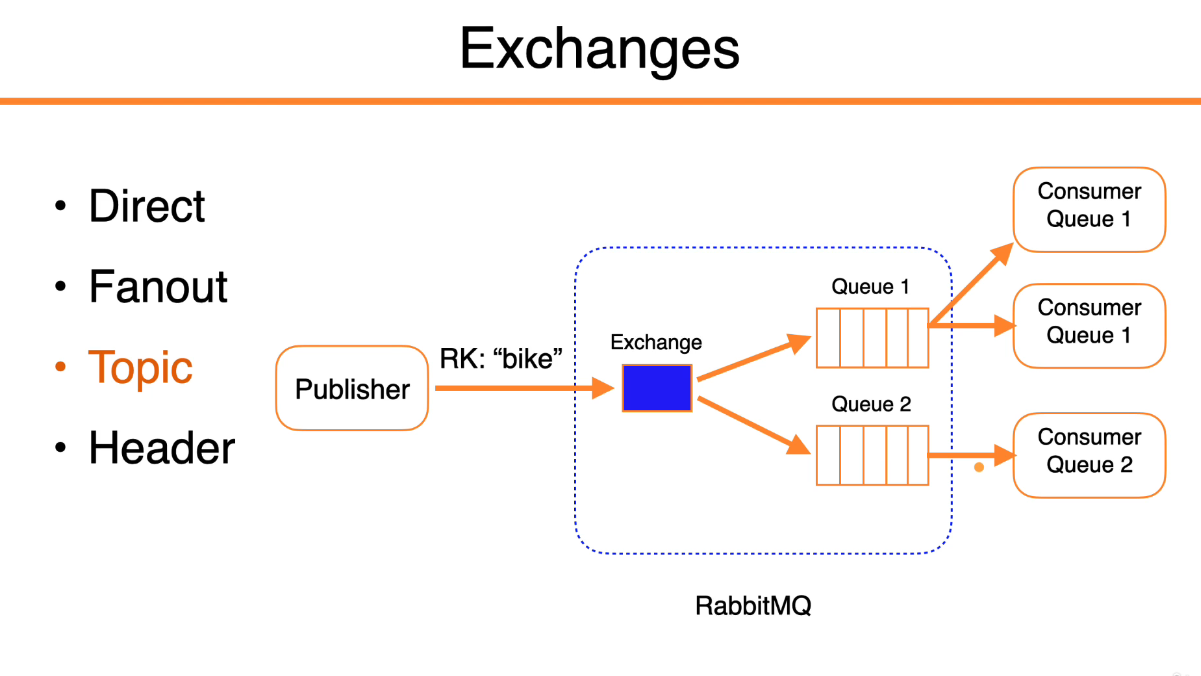 Exchanges
• Direct
• Fanout
• Topic
• Header
Publisher
RK: “bike”
Exchange
Queue 1
Queue 2
Consumer
Queue 1
Consumer
Queue 1
Consumer
Queue 2
RabbitMQ